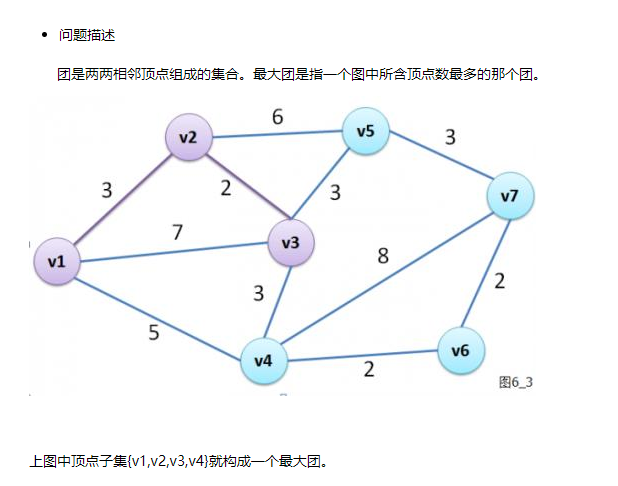 问题描述
团是两两相邻顶点组成的集合。最大团是指一个图中所含顶点数最多的那个团。
6
v5
v2
3
3
2
3
v7
7
v3
8
v1
3
2
5
v4
v6
2
图6_3
上图中顶点子集{v1,v2,v3,v4}就构成一个最大团。